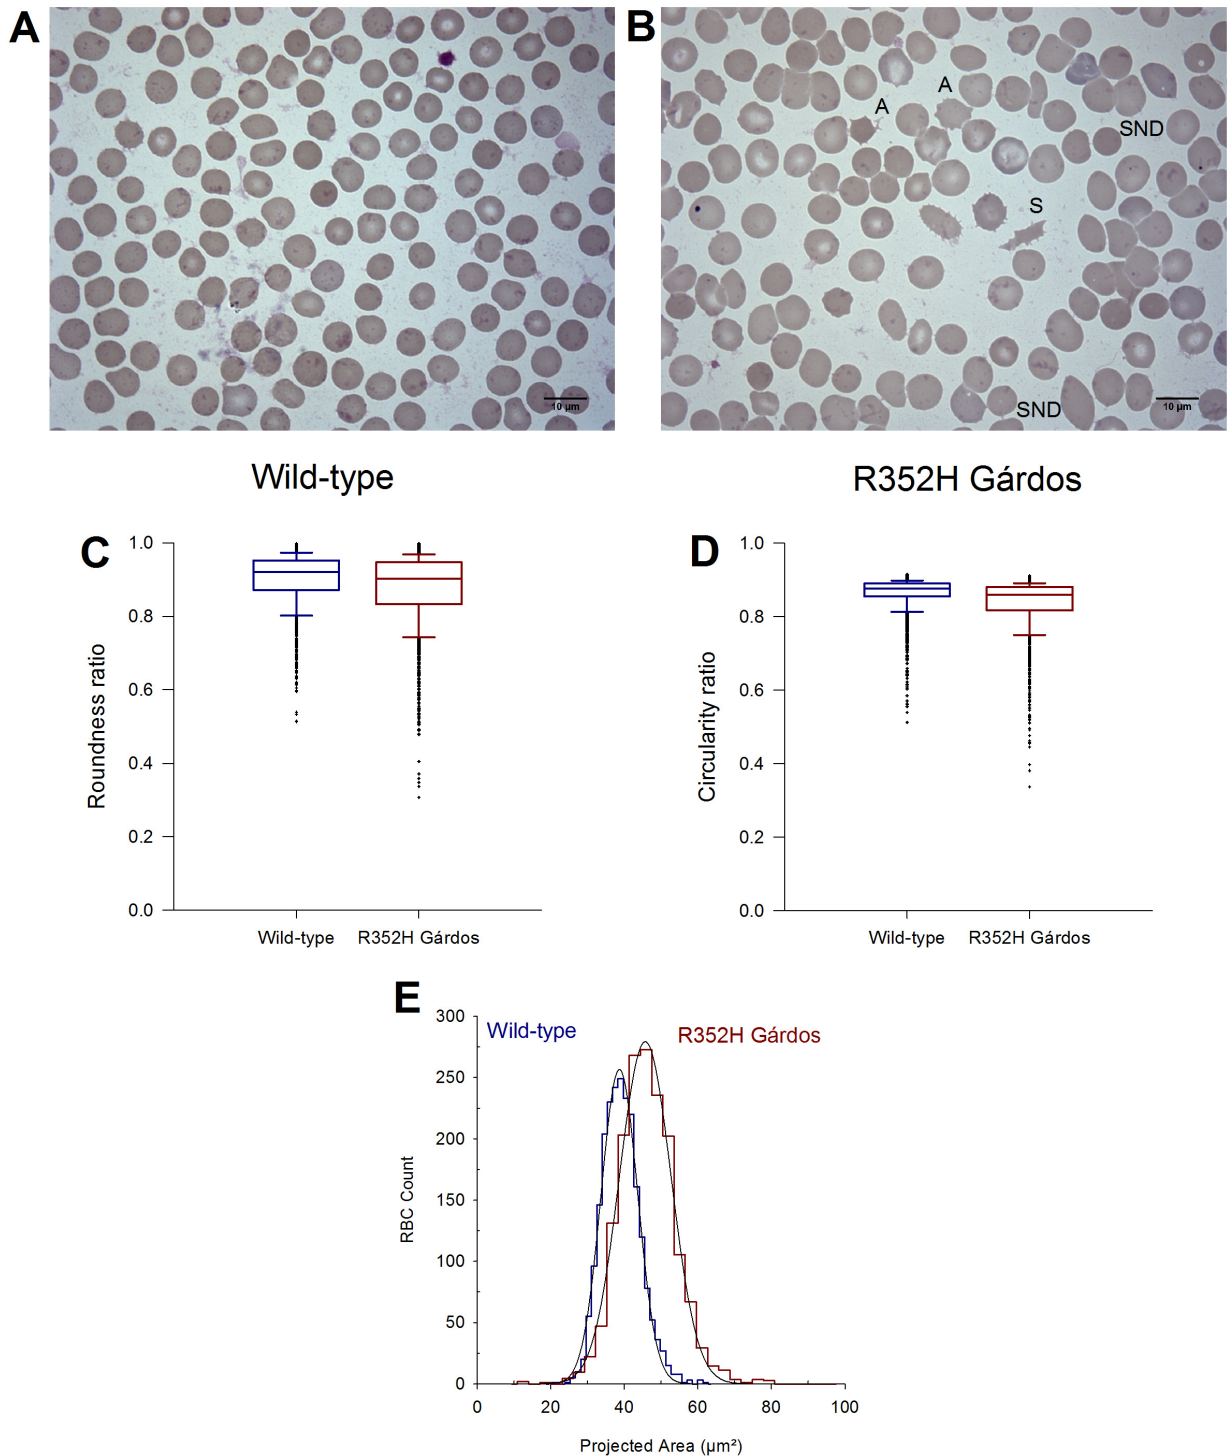 A
B
A
A
SND
S
SND
10 µm
10 µm
Wild-type
R352H Gárdos
C
1.0
0.8
0.6
0.4
0.2
0.0
Roundness ratio
Wild-type
R352H Gárdos
D
1.0
0.8
0.6
0.4
0.2
0.0
Circularity ratio
Wild-type
R352H Gárdos
E
300
250
200
150
100
50
0
RBC Count
Wild-type
R352H Gárdos
0
20
40
60
80
100
Projected Area (µm²)